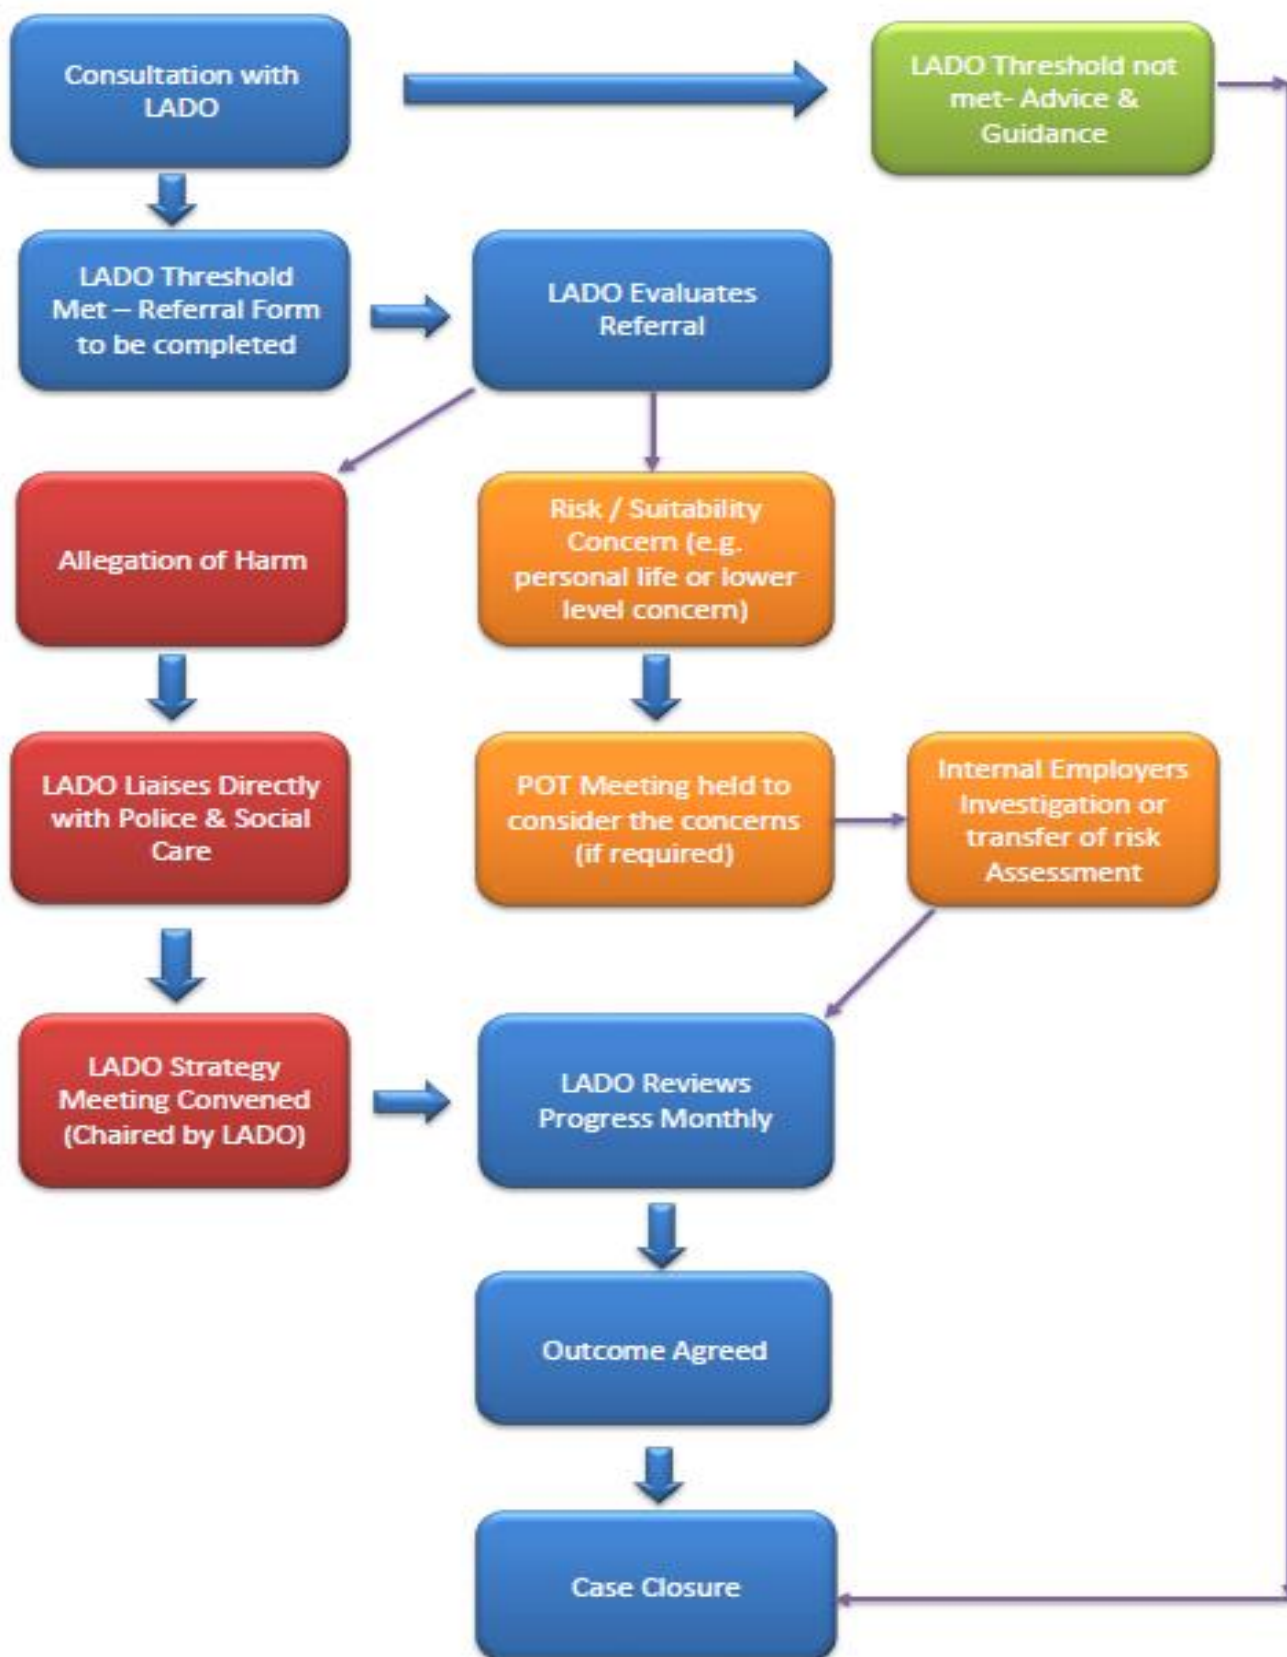 Consultation with
LADO
LADO Threshold not
met- Advice &
Guidance
LADO Threshold
Met – Referral Form
to be completed
LADO Evaluates
Referral
Allegation of Harm
Risk / Suitability
Concern (e.g.
personal life or lower
level concern)
LADO Liaises Directly
with Police & Social
Care
POT Meeting held to
consider the concerns
(if required)
Internal Employers
Investigation or
transfer of risk
Assessment
LADO Strategy
Meeting Convened
(Chaired by LADO)
LADO Reviews
Progress Monthly
Outcome Agreed
Case Closure